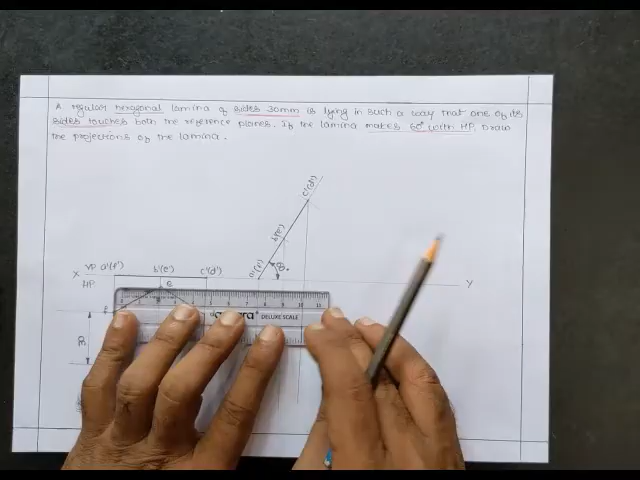 A regular hexagonal lamina of sides 30mm is lying in such a way that one of its
sides touches both the reference planes. If the lamina makes 60° with HP, Draw
the projections of the lamina.
c'(d')
b'(e')
a'(f')
60°
X VP a'(f') b'(e') c'(d')
HP
Y
30
DELUXE SCALE